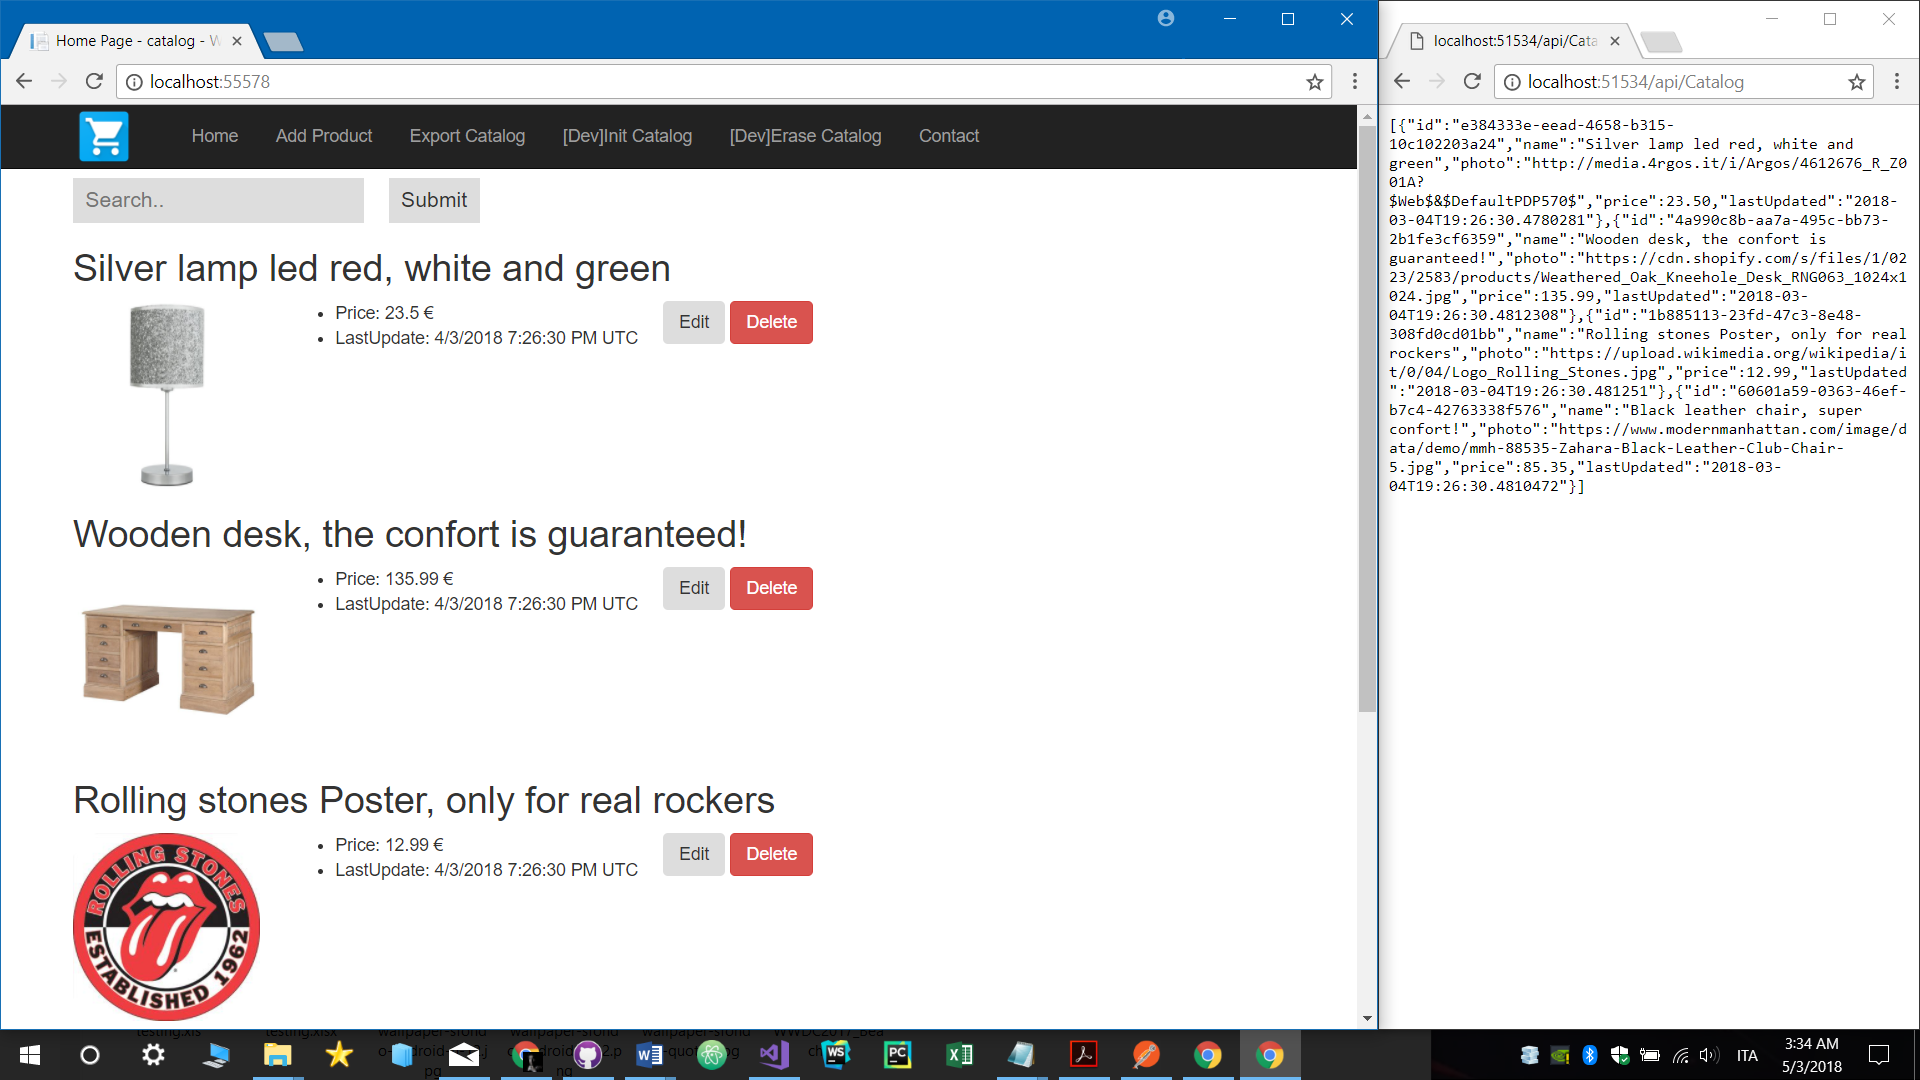 Home Page - catalog - W
localhost:55578
Home Add Product Export Catalog [Dev]Init Catalog [Dev]Erase Catalog Contact
Search.. Submit
Silver lamp led red, white and green
Price: 23.5 €
LastUpdate: 4/3/2018 7:26:30 PM UTC
Edit Delete
Wooden desk, the confort is guaranteed!
Price: 135.99 €
LastUpdate: 4/3/2018 7:26:30 PM UTC
Edit Delete
Rolling stones Poster, only for real rockers
Price: 12.99 €
LastUpdate: 4/3/2018 7:26:30 PM UTC
Edit Delete
ROLLING STONES
ESTABLISHED 1962
localhost:51534/api/Cata
localhost:51534/api/Catalog
[{"id":"e384333e-eead-4658-b315-
10c102203a24","name":"Silver lamp led red, white and
green","photo":"http://media.4rgos.it/i/Argos/4612676_R_Z0
01A?
$Web$&$DefaultPDP570$","price":23.50,"lastUpdated":"2018-
03-04T19:26:30.4780281"},{"id":"4a990c8b-aa7a-495c-bb73-
2b1fe3cf6359","name":"Wooden desk, the confort is
guaranteed!","photo":"https://cdn.shopify.com/s/files/1/0
223/2583/products/Weathered_Oak_Kneehole_Desk_RNG063_1024x1
024.jpg","price":135.99,"lastUpdated":"2018-03-
04T19:26:30.4812308"},{"id":"1b885113-23fd-47c3-8e48-
308fd0cd01bb","name":"Rolling stones Poster, only for real
rockers","photo":"https://upload.wikimedia.org/wikipedia/i
t/0/04/Logo_Rolling_Stones.jpg","price":12.99,"lastUpdated
":"2018-03-04T19:26:30.481251"},{"id":"60601a59-0363-46ef-
b7c4-42763338f576","name":"Black leather chair, super
confort!","photo":"https://www.modernmanhattan.com/image/d
ata/demo/mmh-88535-Zahara-Black-Leather-Club-Chair-
5.jpg","price":85.35,"lastUpdated":"2018-03-
04T19:26:30.4810472"}]
WS
PC
ITA
3:34 AM
5/3/2018